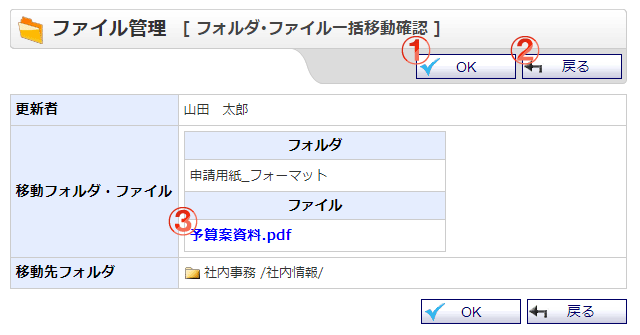 ファイル管理 [ フォルダ･ファイル一括移動確認 ]
① OK ② 戻る
更新者 山田　太郎
フォルダ
申請用紙_フォーマット
移動フォルダ・ファイル
ファイル
③ 予算案資料.pdf
移動先フォルダ 社内事務 /社内情報/
OK 戻る